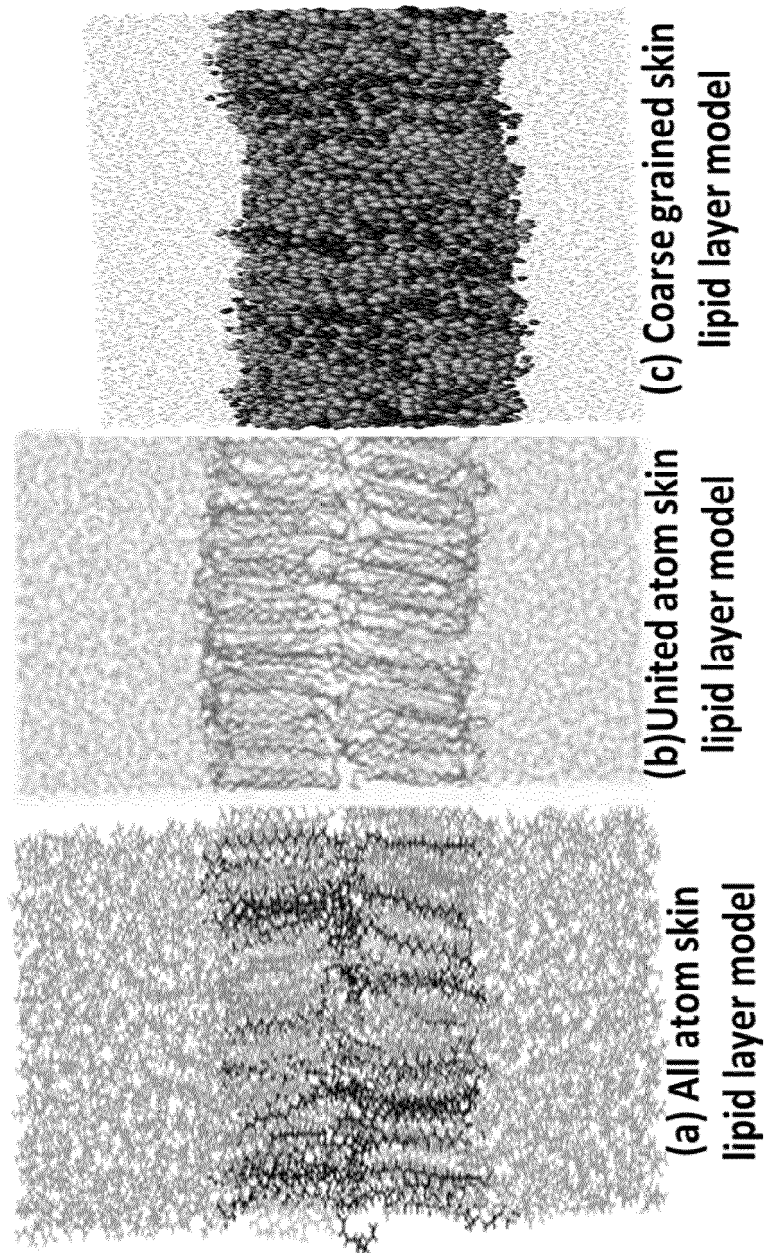 (a) All atom skin
lipid layer model
(b)United atom skin
lipid layer model
(c) Coarse grained skin
lipid layer model